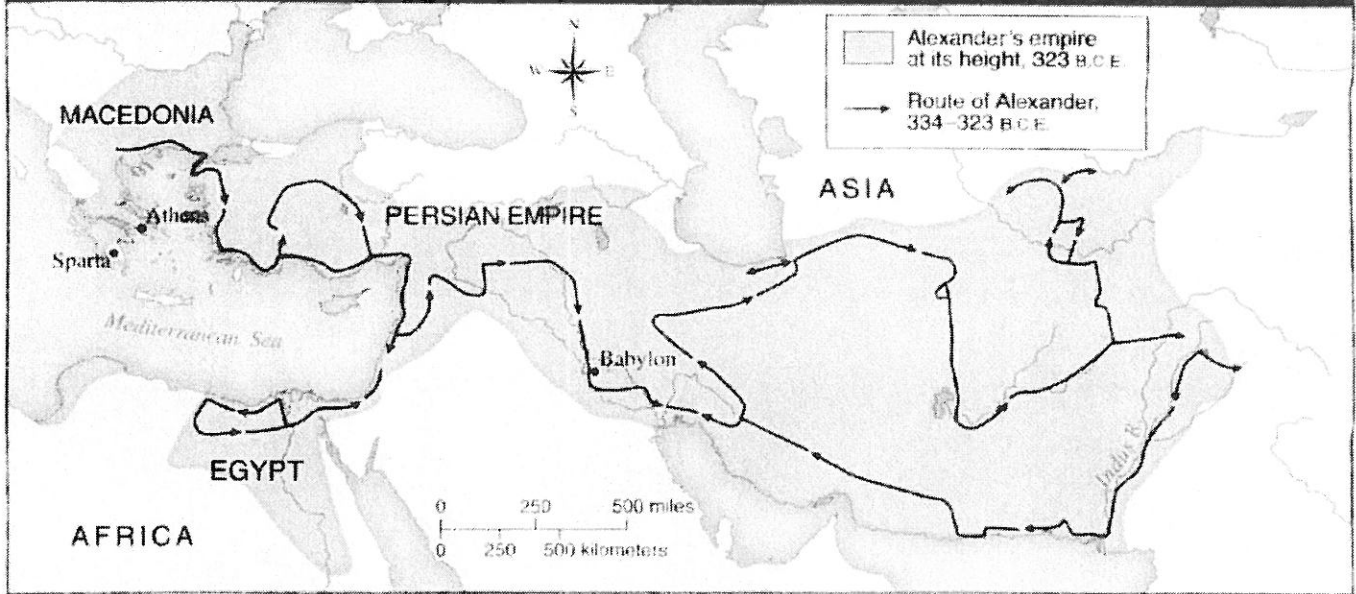 N
W E
S
Alexander's empire
at its height, 323 B.C.E.
Route of Alexander,
334–323 B.C.E.
MACEDONIA
ASIA
Athens
PERSIAN EMPIRE
Sparta
Mediterranean Sea
Babylon
EGYPT
Indus R.
0 250 500 miles
0 250 500 kilometers
AFRICA